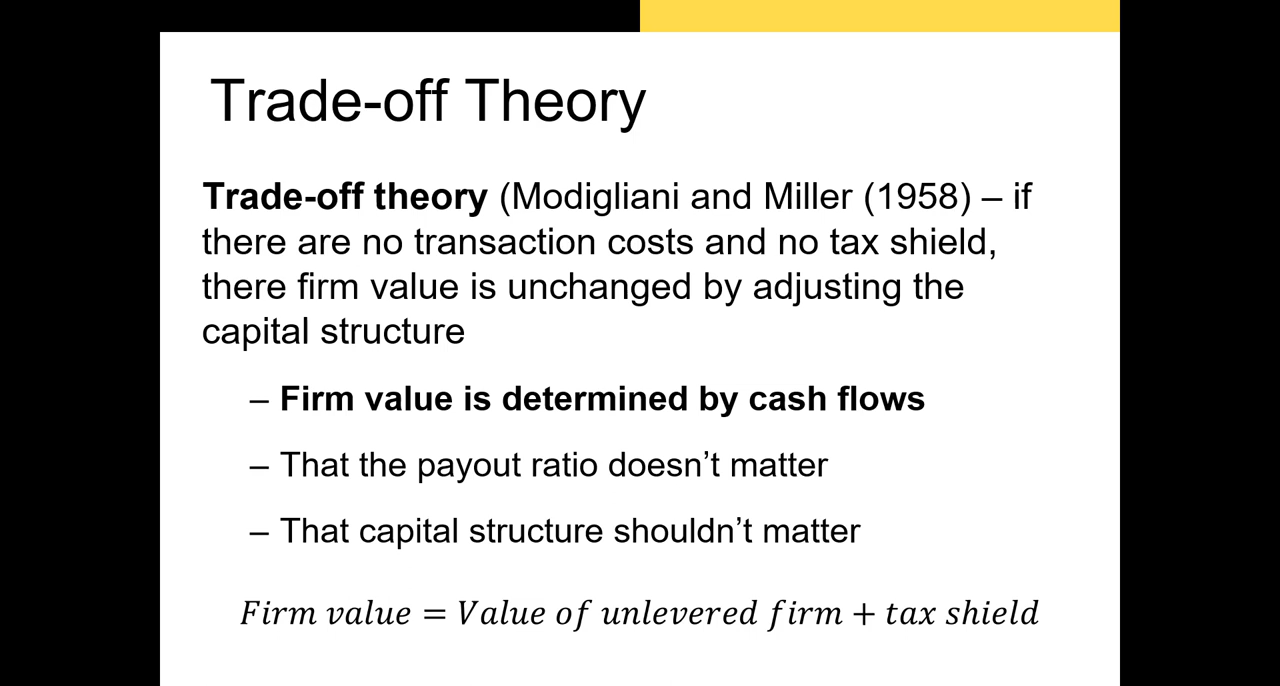 Trade-off Theory
Trade-off theory (Modigliani and Miller (1958) – if
there are no transaction costs and no tax shield,
there firm value is unchanged by adjusting the
capital structure
– Firm value is determined by cash flows
– That the payout ratio doesn’t matter
– That capital structure shouldn’t matter
Firm value = Value of unlevered firm + tax shield